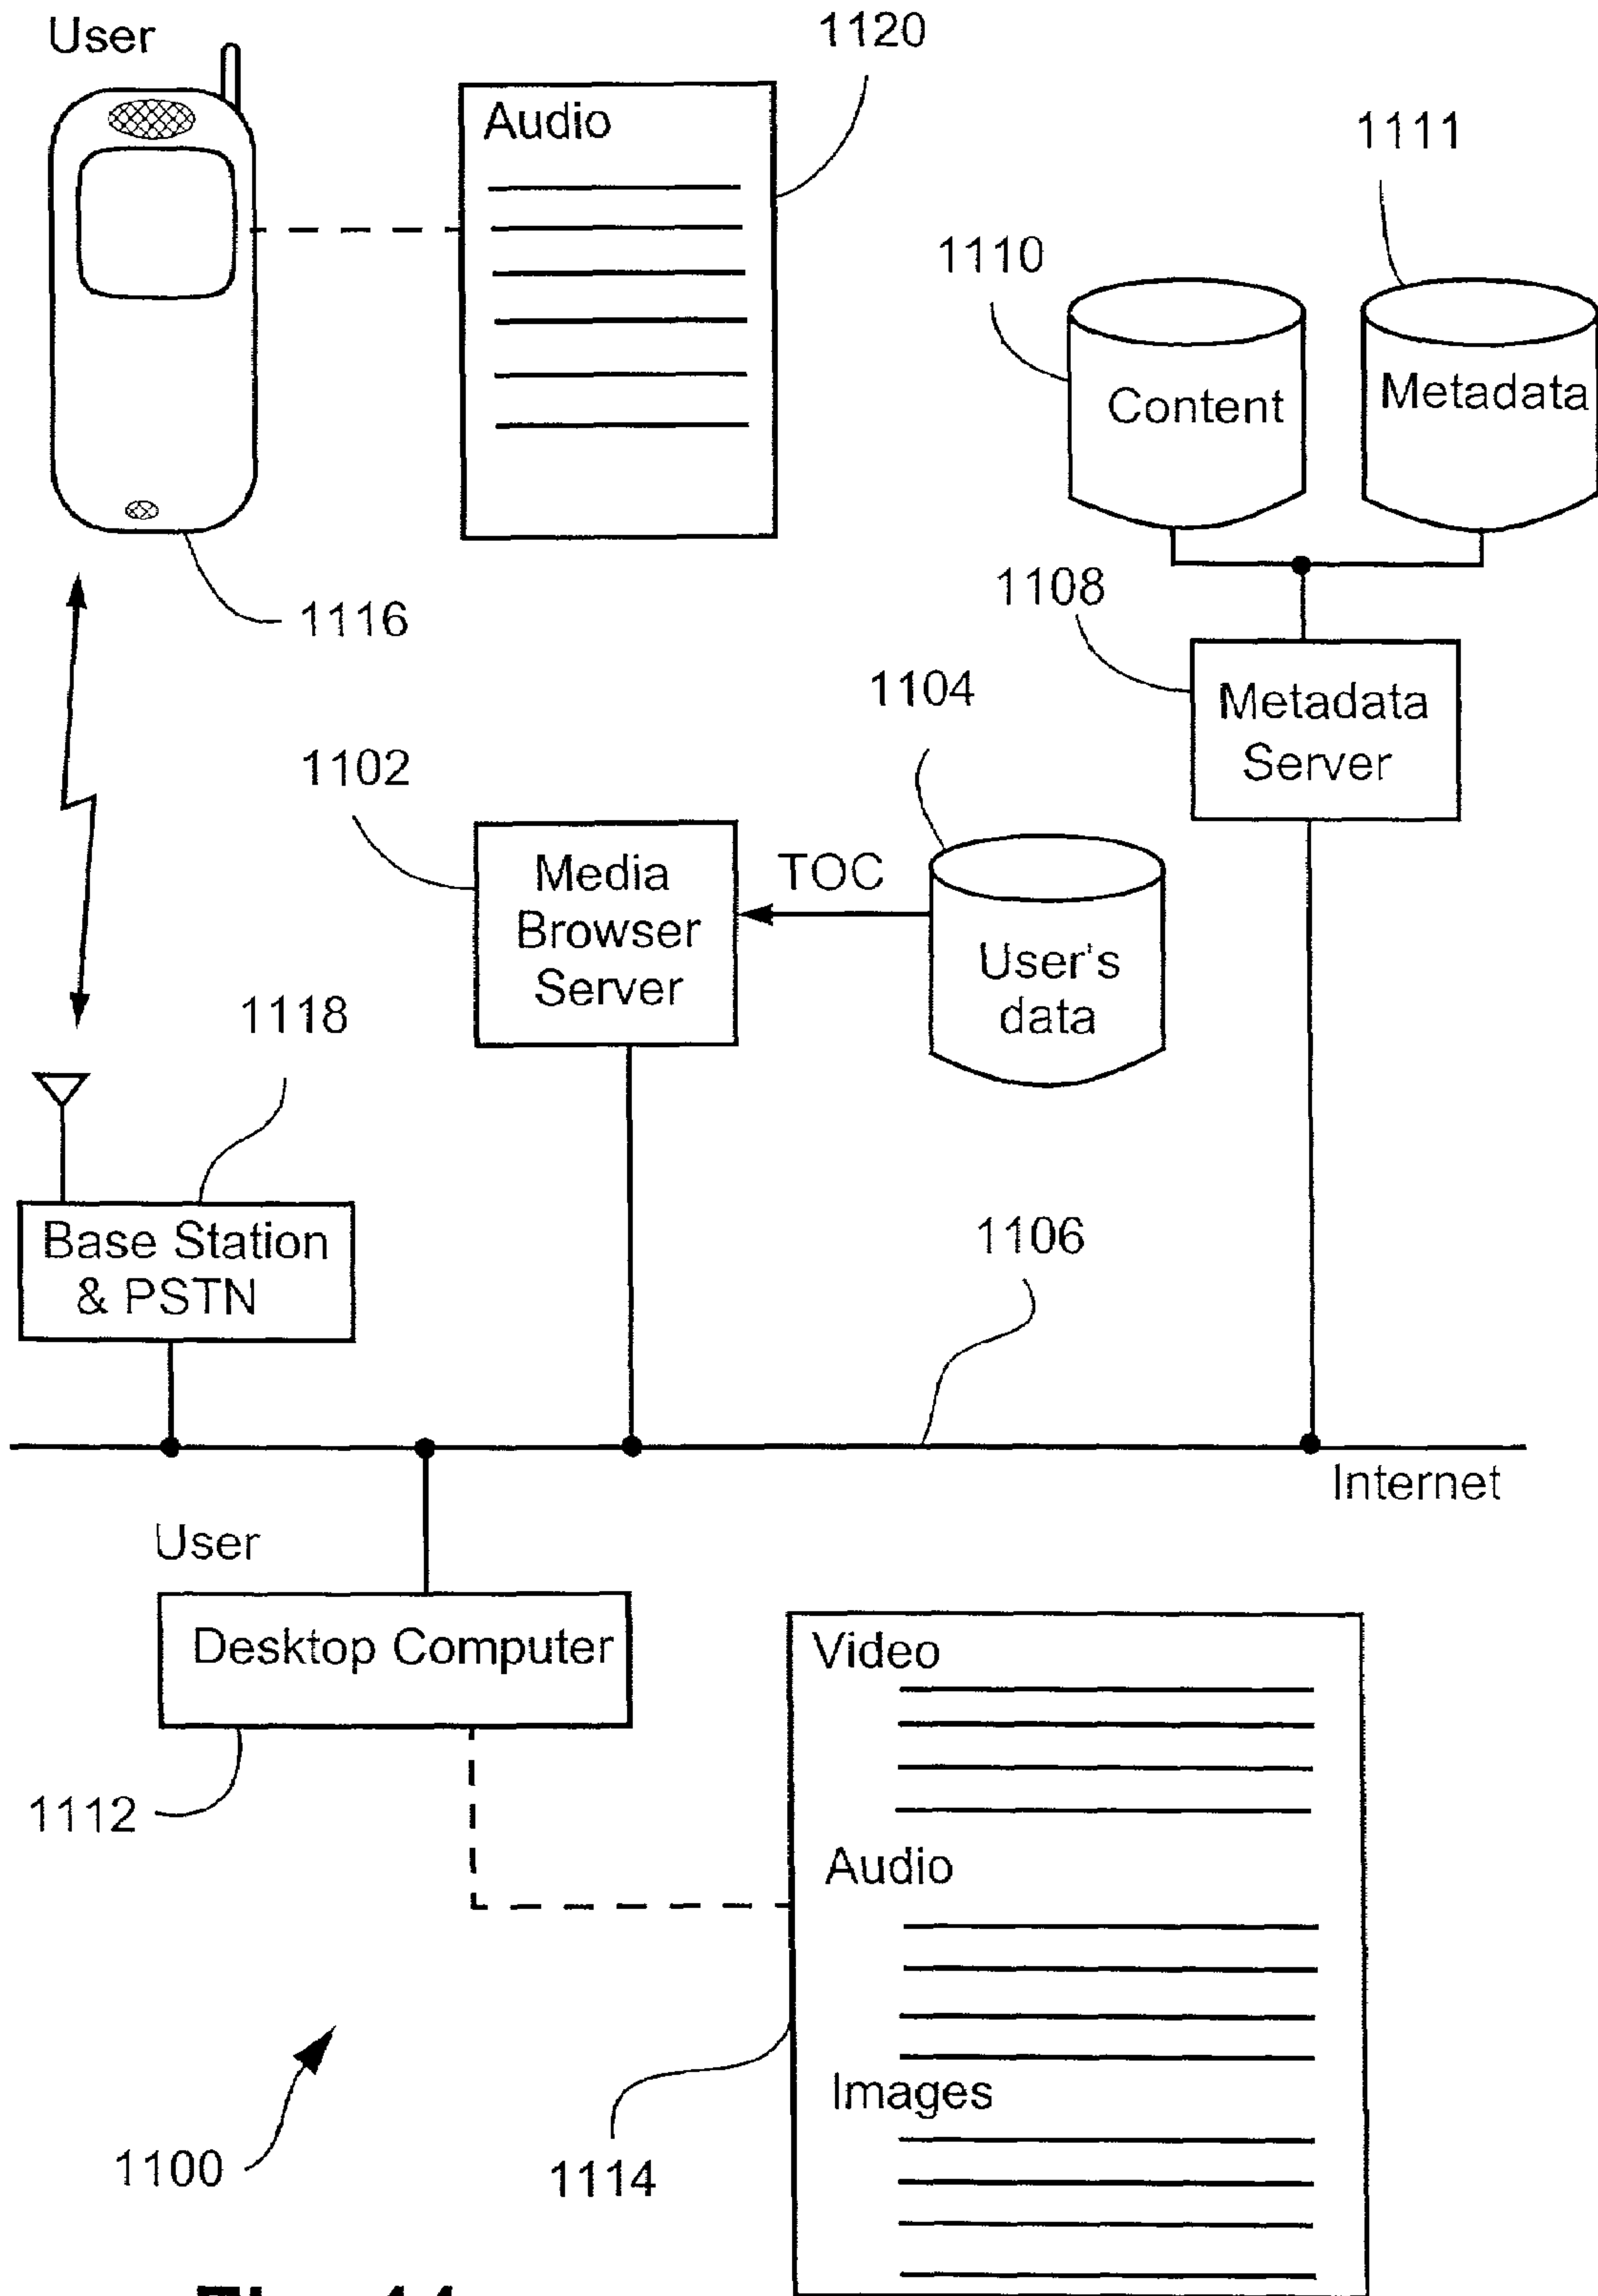 User
1120
Audio
1111
1110
Content
Metadata
1116
1108
Metadata
Server
1104
1102
Media
Browser
Server
TOC
User's
data
1118
Base Station
& PSTN
1106
Internet
User
Desktop Computer
1112
Video
Audio
Images
1100
1114